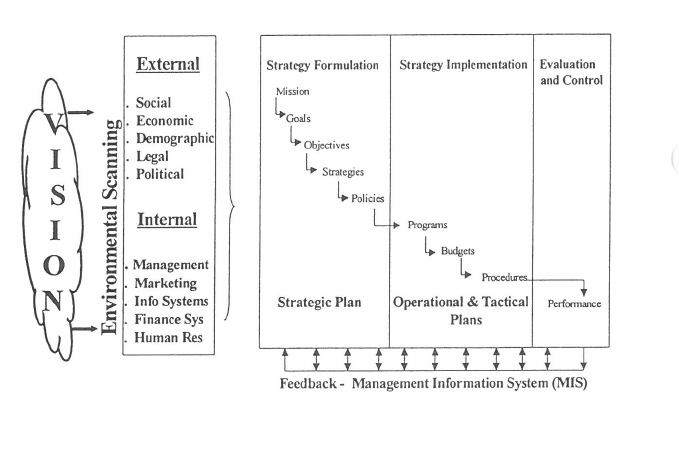 VISION
Environmental Scanning
External
. Social
. Economic
. Demographic
. Legal
. Political
Internal
. Management
. Marketing
. Info Systems
. Finance Sys
. Human Res
Strategy Formulation
Mission
Goals
Objectives
Strategies
Policies
Strategic Plan
Strategy Implementation
Programs
Budgets
Procedures
Operational & Tactical
Plans
Evaluation
and Control
Performance
Feedback - Management Information System (MIS)